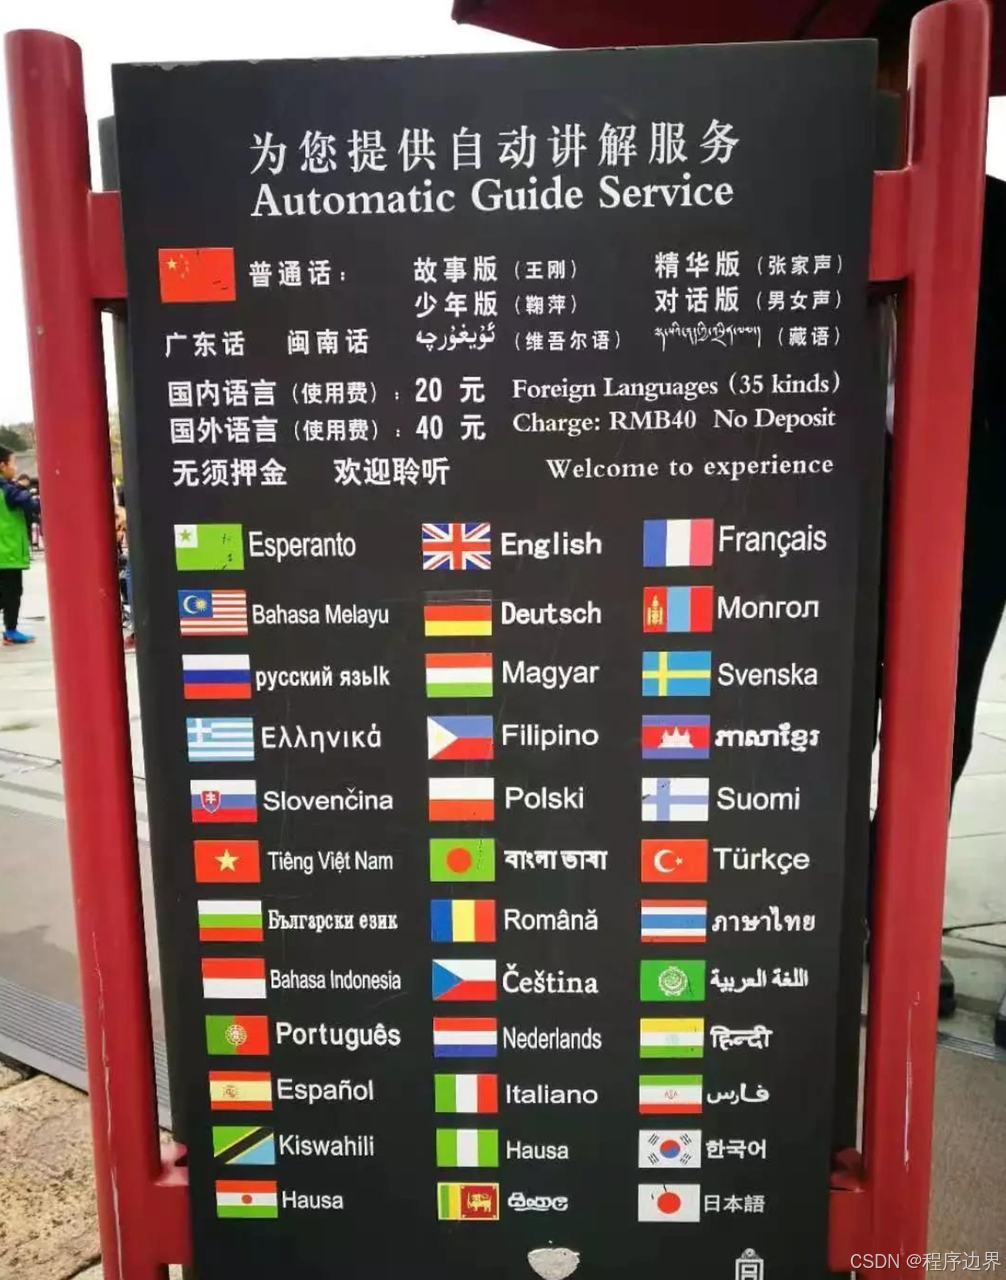 为您提供自动讲解服务
Automatic Guide Service
普通话： 故事版（王刚） 精华版（张家声）
少年版（鞠萍） 对话版（男女声）
广东话 闽南话 ئۇيغۇرچە（维吾尔语） （藏语）
国内语言（使用费）：20 元 Foreign Languages (35 kinds)
国外语言（使用费）：40 元 Charge: RMB40 No Deposit
无须押金 欢迎聆听 Welcome to experience
Esperanto English Français
Bahasa Melayu Deutsch Монгол
русский язьlk Magyar Svenska
Ελληνικά Filipino ភាសាខ្មែរ
Slovenčina Polski Suomi
Tiêng Việt Nam বাংলা ভাষা Türkçe
Български език Română ภาษาไทย
Bahasa Indonesia Čeština اللغة العربية
Português Nederlands हिन्दी
Español Italiano فارس
Kiswahili Hausa 한국어
Hausa සිංහල 日本語
CSDN @程序边界